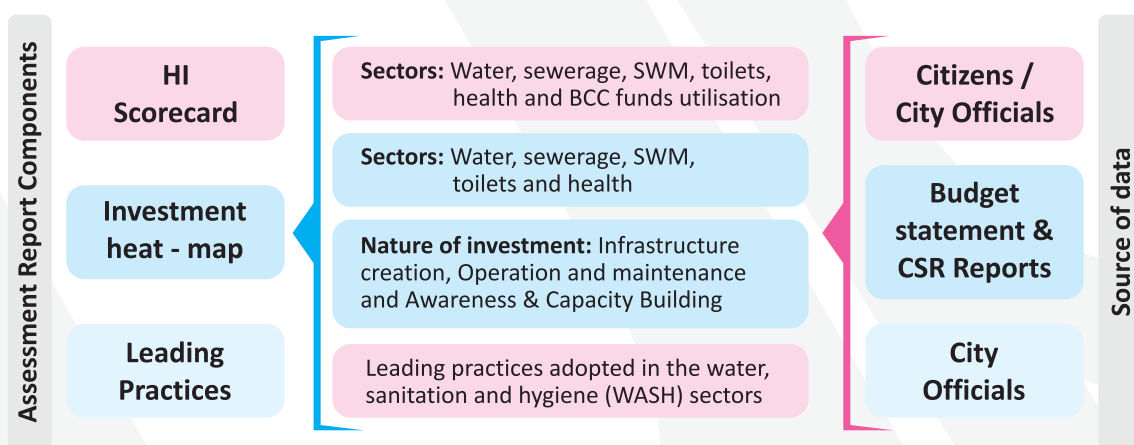 Assessment Report Components
HI
Scorecard
Investment
heat - map
Leading
Practices
Sectors: Water, sewerage, SWM, toilets,
health and BCC funds utilisation
Sectors: Water, sewerage, SWM,
toilets and health
Nature of investment: Infrastructure
creation, Operation and maintenance
and Awareness & Capacity Building
Leading practices adopted in the water,
sanitation and hygiene (WASH) sectors
Citizens /
City Officials
Budget
statement &
CSR Reports
City
Officials
Source of data